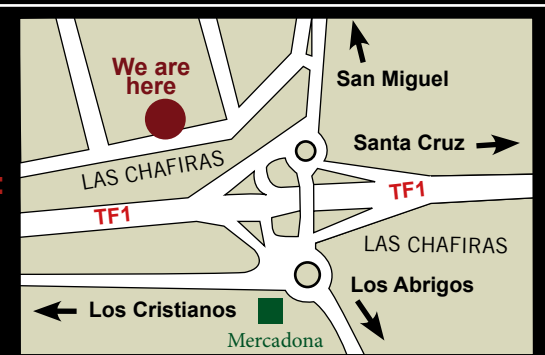 We are
here
San Miguel
Santa Cruz
LAS CHAFIRAS
TF1
TF1
LAS CHAFIRAS
Los Abrigos
Los Cristianos
Mercadona